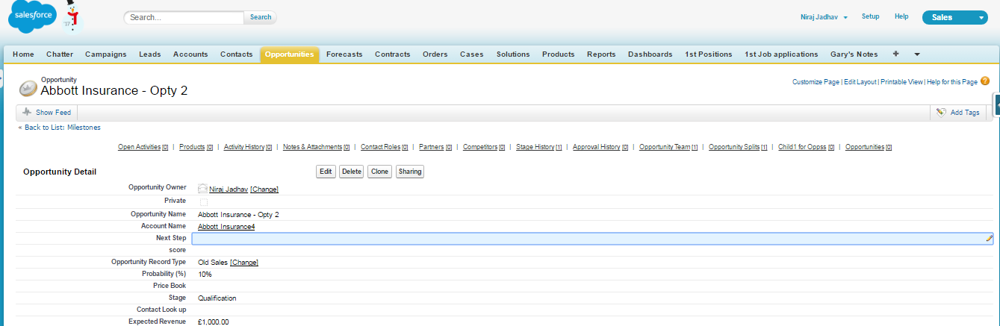 salesforce
Search...
Search
Niraj Jadhav
Setup
Help
Sales
Home Chatter Campaigns Leads Accounts Contacts Opportunities Forecasts Contracts Orders Cases Solutions Products Reports Dashboards 1st Positions 1st Job applications Gary's Notes +
Opportunity
Abbott Insurance - Opty 2
Customize Page | Edit Layout | Printable View | Help for this Page ?
Show Feed
Add Tags
« Back to List: Milestones
Open Activities [0] | Products [0] | Activity History [0] | Notes & Attachments [0] | Contact Roles [0] | Partners [0] | Competitors [0] | Stage History [1] | Approval History [0] | Opportunity Team [1] | Opportunity Splits [1] | Child1 for Oppss [0] | Opportunities [0]
Opportunity Detail
Edit Delete Clone Sharing
Opportunity Owner Niraj Jadhav [Change]
Private
Opportunity Name Abbott Insurance - Opty 2
Account Name Abbott Insurance4
Next Step
score
Opportunity Record Type Old Sales [Change]
Probability (%) 10%
Price Book
Stage Qualification
Contact Look up
Expected Revenue £1,000.00